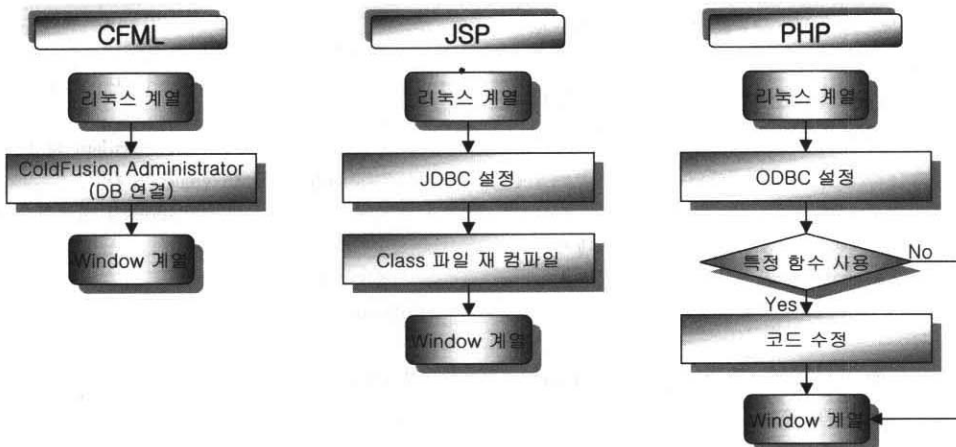 CFML
리눅스 계열
ColdFusion Administrator
(DB 연결)
Window 계열
JSP
리눅스 계열
JDBC 설정
Class 파일 재 컴파일
Window 계열
PHP
리눅스 계열
ODBC 설정
특정 함수 사용
No
Yes
코드 수정
Window 계열